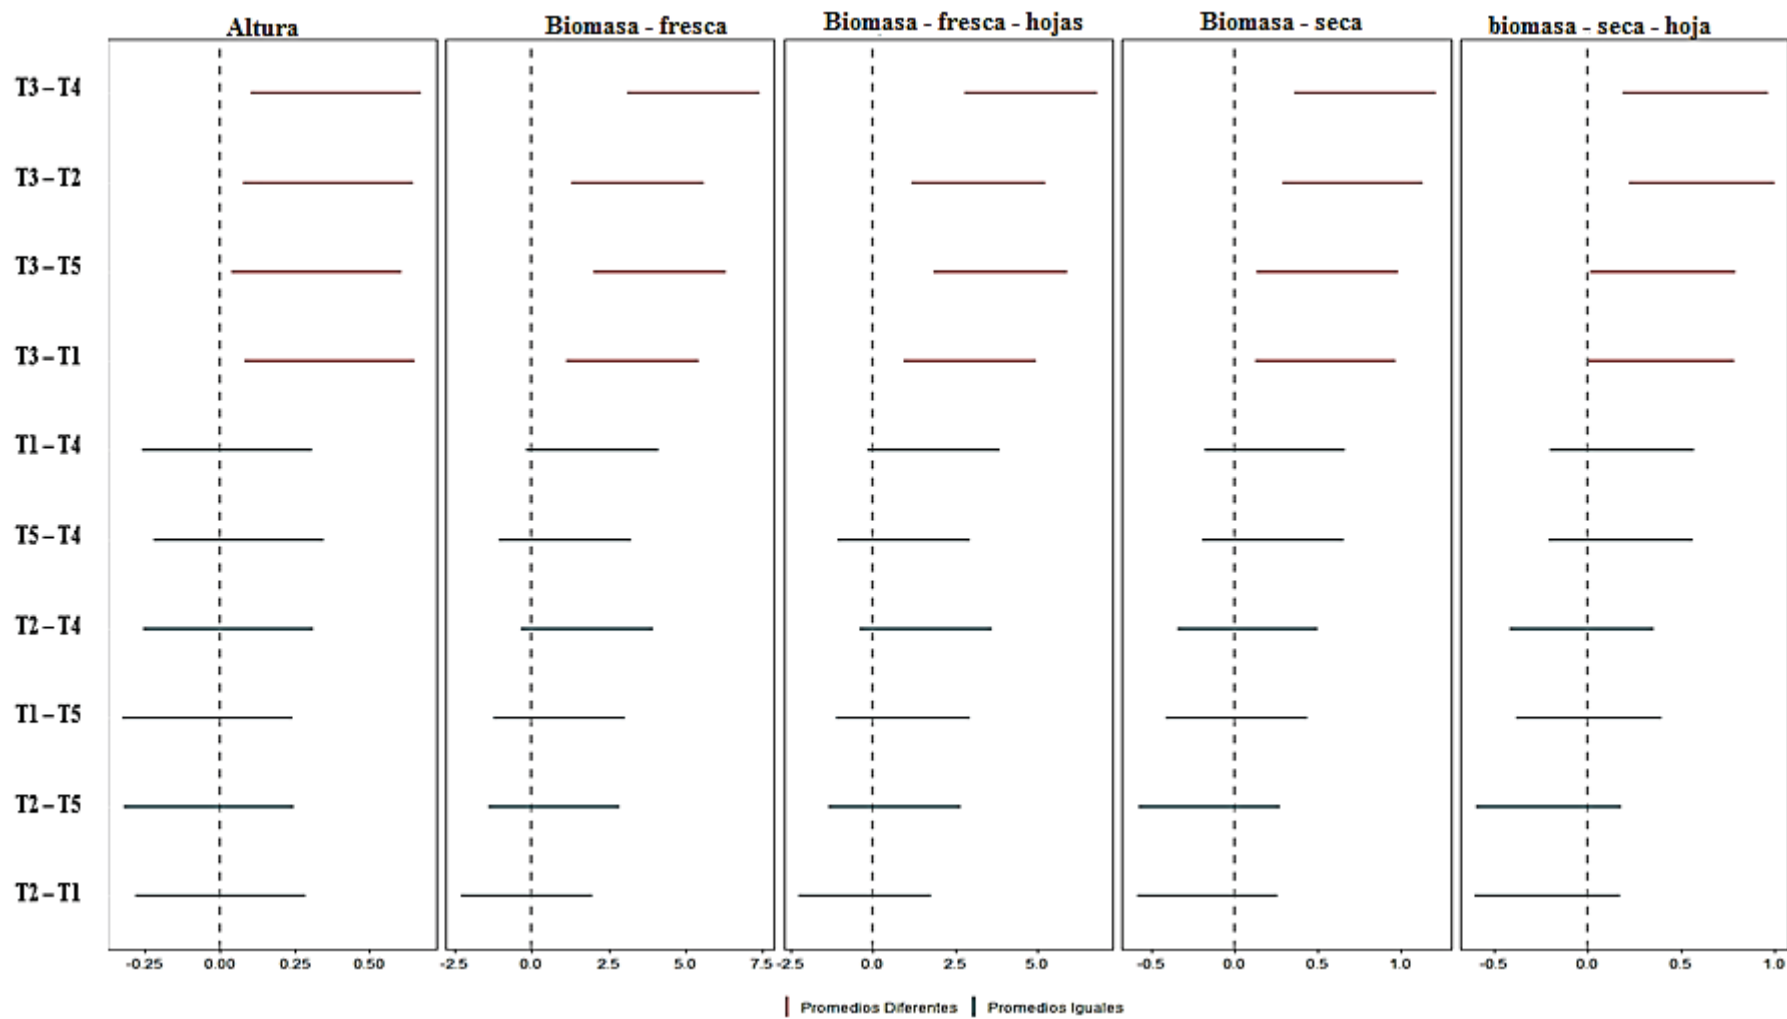 Altura
Biomasa - fresca
Biomasa - fresca - hojas
Biomasa - seca
biomasa - seca - hoja
T3 – T4
T3 – T2
T3 – T5
T3 – T1
T1 – T4
T5 – T4
T2 – T4
T1 – T5
T2 – T5
T2 – T1
-0.25 0.00 0.25 0.50
-2.5 0.0 2.5 5.0 7.5
-2.5 0.0 2.5 5.0
-0.5 0.0 0.5 1.0
-0.5 0.0 0.5 1.0
Promedios Diferentes Promedios Iguales